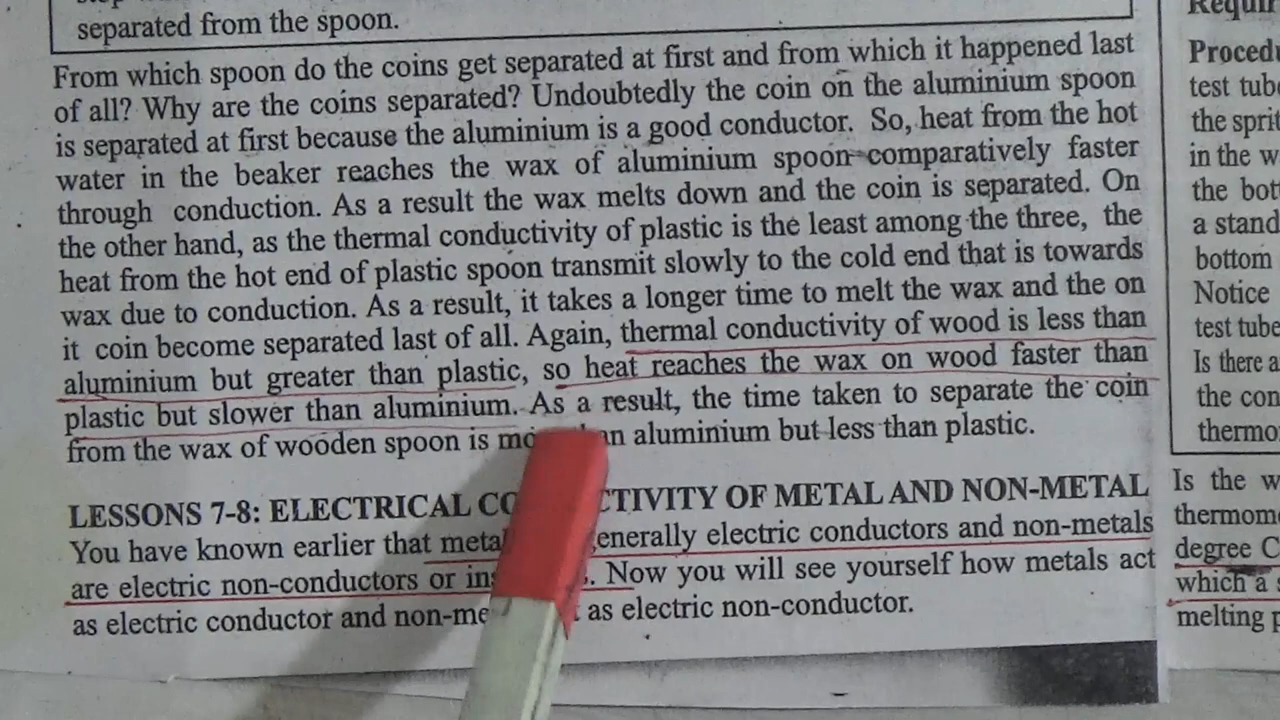 separated from the spoon.
From which spoon do the coins get separated at first and from which it happened last
of all? Why are the coins separated? Undoubtedly the coin on the aluminium spoon
is separated at first because the aluminium is a good conductor. So, heat from the hot
water in the beaker reaches the wax of aluminium spoon comparatively faster
through conduction. As a result the wax melts down and the coin is separated. On
the other hand, as the thermal conductivity of plastic is the least among the three, the
heat from the hot end of plastic spoon transmit slowly to the cold end that is towards
wax due to conduction. As a result, it takes a longer time to melt the wax and the on
it coin become separated last of all. Again, thermal conductivity of wood is less than
aluminium but greater than plastic, so heat reaches the wax on wood faster than
plastic but slower than aluminium. As a result, the time taken to separate the coin
from the wax of wooden spoon is aluminium but less than plastic.
LESSONS 7-8: ELECTRICAL OF METAL AND NON-METAL
You have known earlier that electric conductors and non-metals
are electric non-conductors or Now you will see yourself how metals act
as electric conductor and as electric non-conductor.
Proced
test tub
the sprit
in the w
the bot
a stand
bottom
Notice
test tube
Is there a
the con
thermo
Is the w
thermom
degree C
which a
melting p